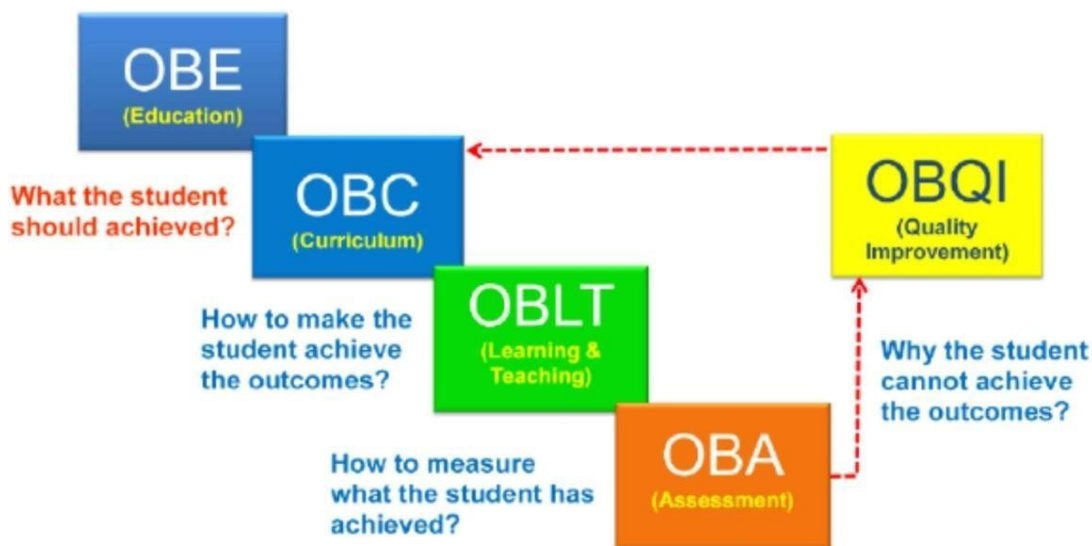 OBE
(Education)
What the student
should achieved?
OBC
(Curriculum)
OBQI
(Quality
Improvement)
How to make the
student achieve
the outcomes?
OBLT
(Learning &
Teaching)
Why the student
cannot achieve
the outcomes?
How to measure
what the student has
achieved?
OBA
(Assessment)